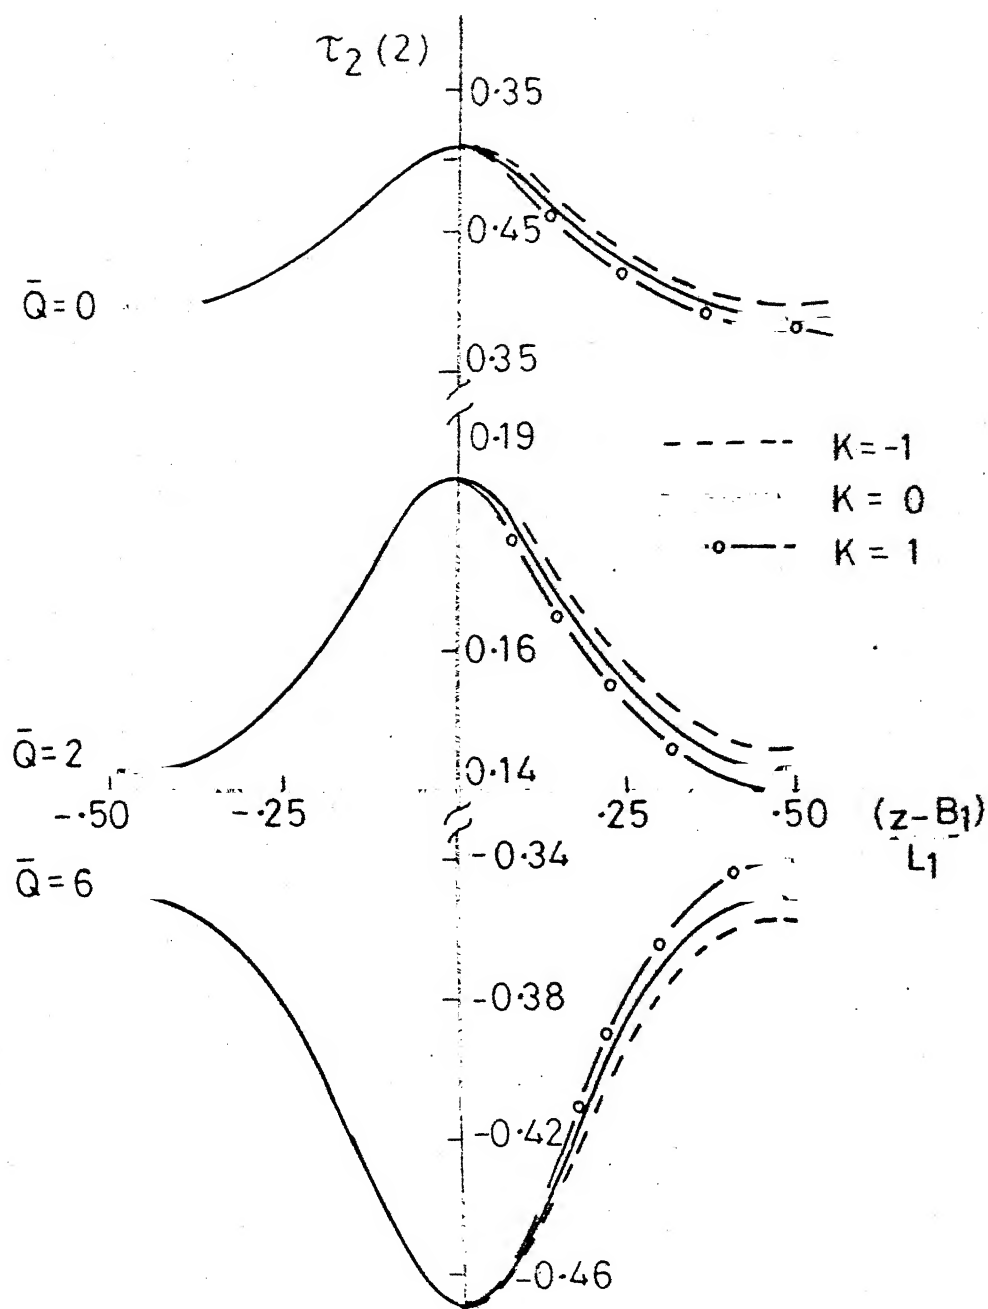 τ₂ (2)
0.35
0.45
Q̄=0
0.35
0.19
K=-1
K = 0
K = 1
0.16
Q̄=2
0.14
-.50
-.25
.25
.50
(z-B₁)
L₁
-0.34
Q̄=6
-0.38
-0.42
-0.46